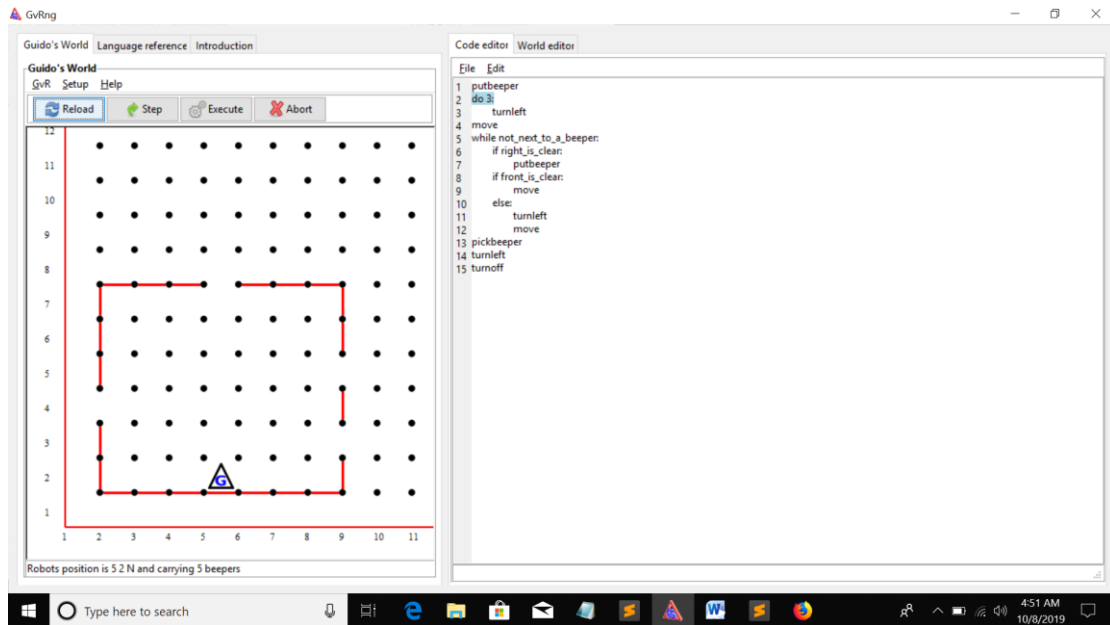 GvRng
Guido's World Language reference Introduction
Guido's World
GvR Setup Help
Reload Step Execute Abort
12
11
10
9
8
7
6
5
4
3
2
1
G
1 2 3 4 5 6 7 8 9 10 11
Robots position is 5 2 N and carrying 5 beepers
Code editor World editor
File Edit
1 putbeeper
2 do 3:
3 turnleft
4 move
5 while not_next_to_a_beeper:
6 if right_is_clear:
7 putbeeper
8 if front_is_clear:
9 move
10 else:
11 turnleft
12 move
13 pickbeeper
14 turnleft
15 turnoff
Type here to search
4:51 AM
10/8/2019